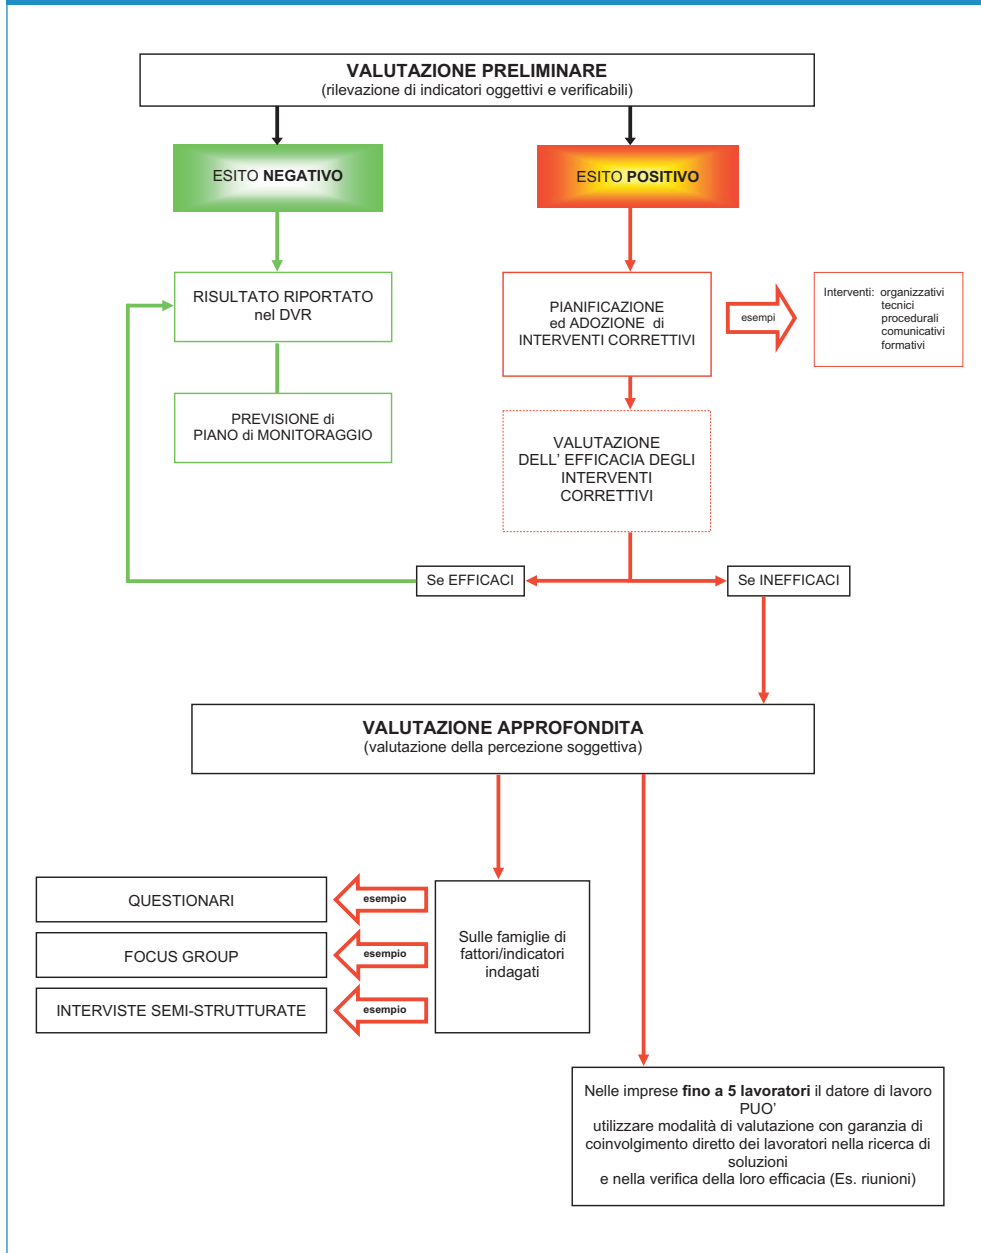 VALUTAZIONE PRELIMINARE
(rilevazione di indicatori oggettivi e verificabili)
ESITO NEGATIVO
ESITO POSITIVO
RISULTATO RIPORTATO
nel DVR
PIANIFICAZIONE
ed ADOZIONE di
INTERVENTI CORRETTIVI
esempi
Interventi: organizzativi
tecnici
procedurali
comunicativi
formativi
PREVISIONE di
PIANO di MONITORAGGIO
VALUTAZIONE
DELL' EFFICACIA DEGLI
INTERVENTI
CORRETTIVI
Se EFFICACI
Se INEFFICACI
VALUTAZIONE APPROFONDITA
(valutazione della percezione soggettiva)
QUESTIONARI
esempio
FOCUS GROUP
esempio
INTERVISTE SEMI-STRUTTURATE
esempio
Sulle famiglie di
fattori/indicatori
indagati
Nelle imprese fino a 5 lavoratori il datore di lavoro
PUO'
utilizzare modalità di valutazione con garanzia di
coinvolgimento diretto dei lavoratori nella ricerca di
soluzioni
e nella verifica della loro efficacia (Es. riunioni)